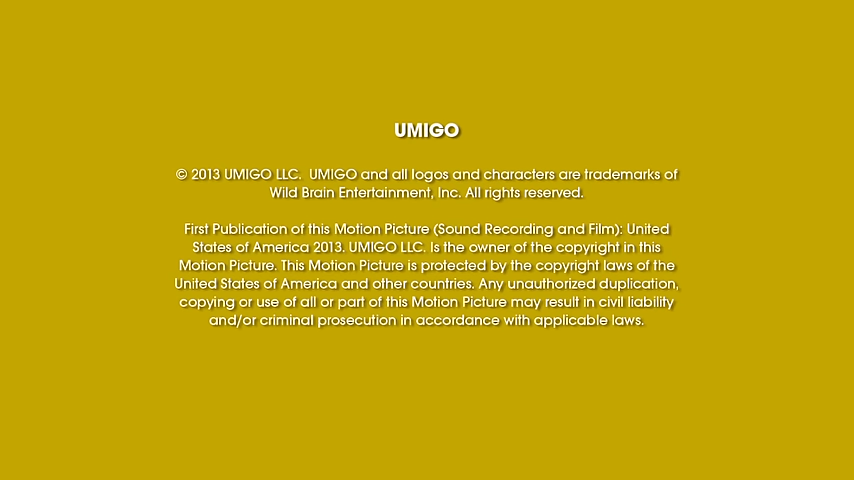 UMIGO
© 2013 UMIGO LLC.  UMIGO and all logos and characters are trademarks of
Wild Brain Entertainment, Inc. All rights reserved.
First Publication of this Motion Picture (Sound Recording and Film): United
States of America 2013. UMIGO LLC. Is the owner of the copyright in this
Motion Picture. This Motion Picture is protected by the copyright laws of the
United States of America and other countries. Any unauthorized duplication,
copying or use of all or part of this Motion Picture may result in civil liability
and/or criminal prosecution in accordance with applicable laws.